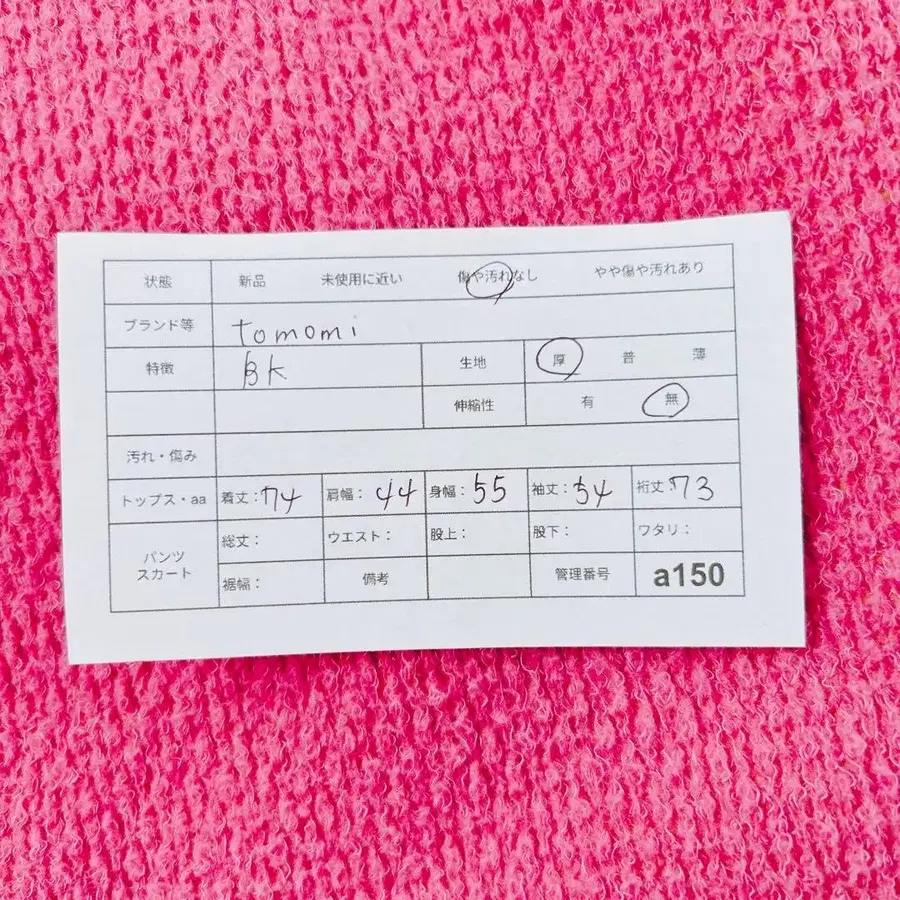 状態 新品 未使用に近い 傷や汚れなし やや傷や汚れあり
ブランド等 tomomi
特徴 BK 生地 厚 普 薄
伸縮性 有 無
汚れ・傷み
トップス・aa 着丈:74 肩幅: 44 身幅: 55 袖丈: 54 裄丈:73
パンツ スカート 総丈: ウエスト: 股上: 股下: ワタリ:
裾幅: 備考 管理番号 a150